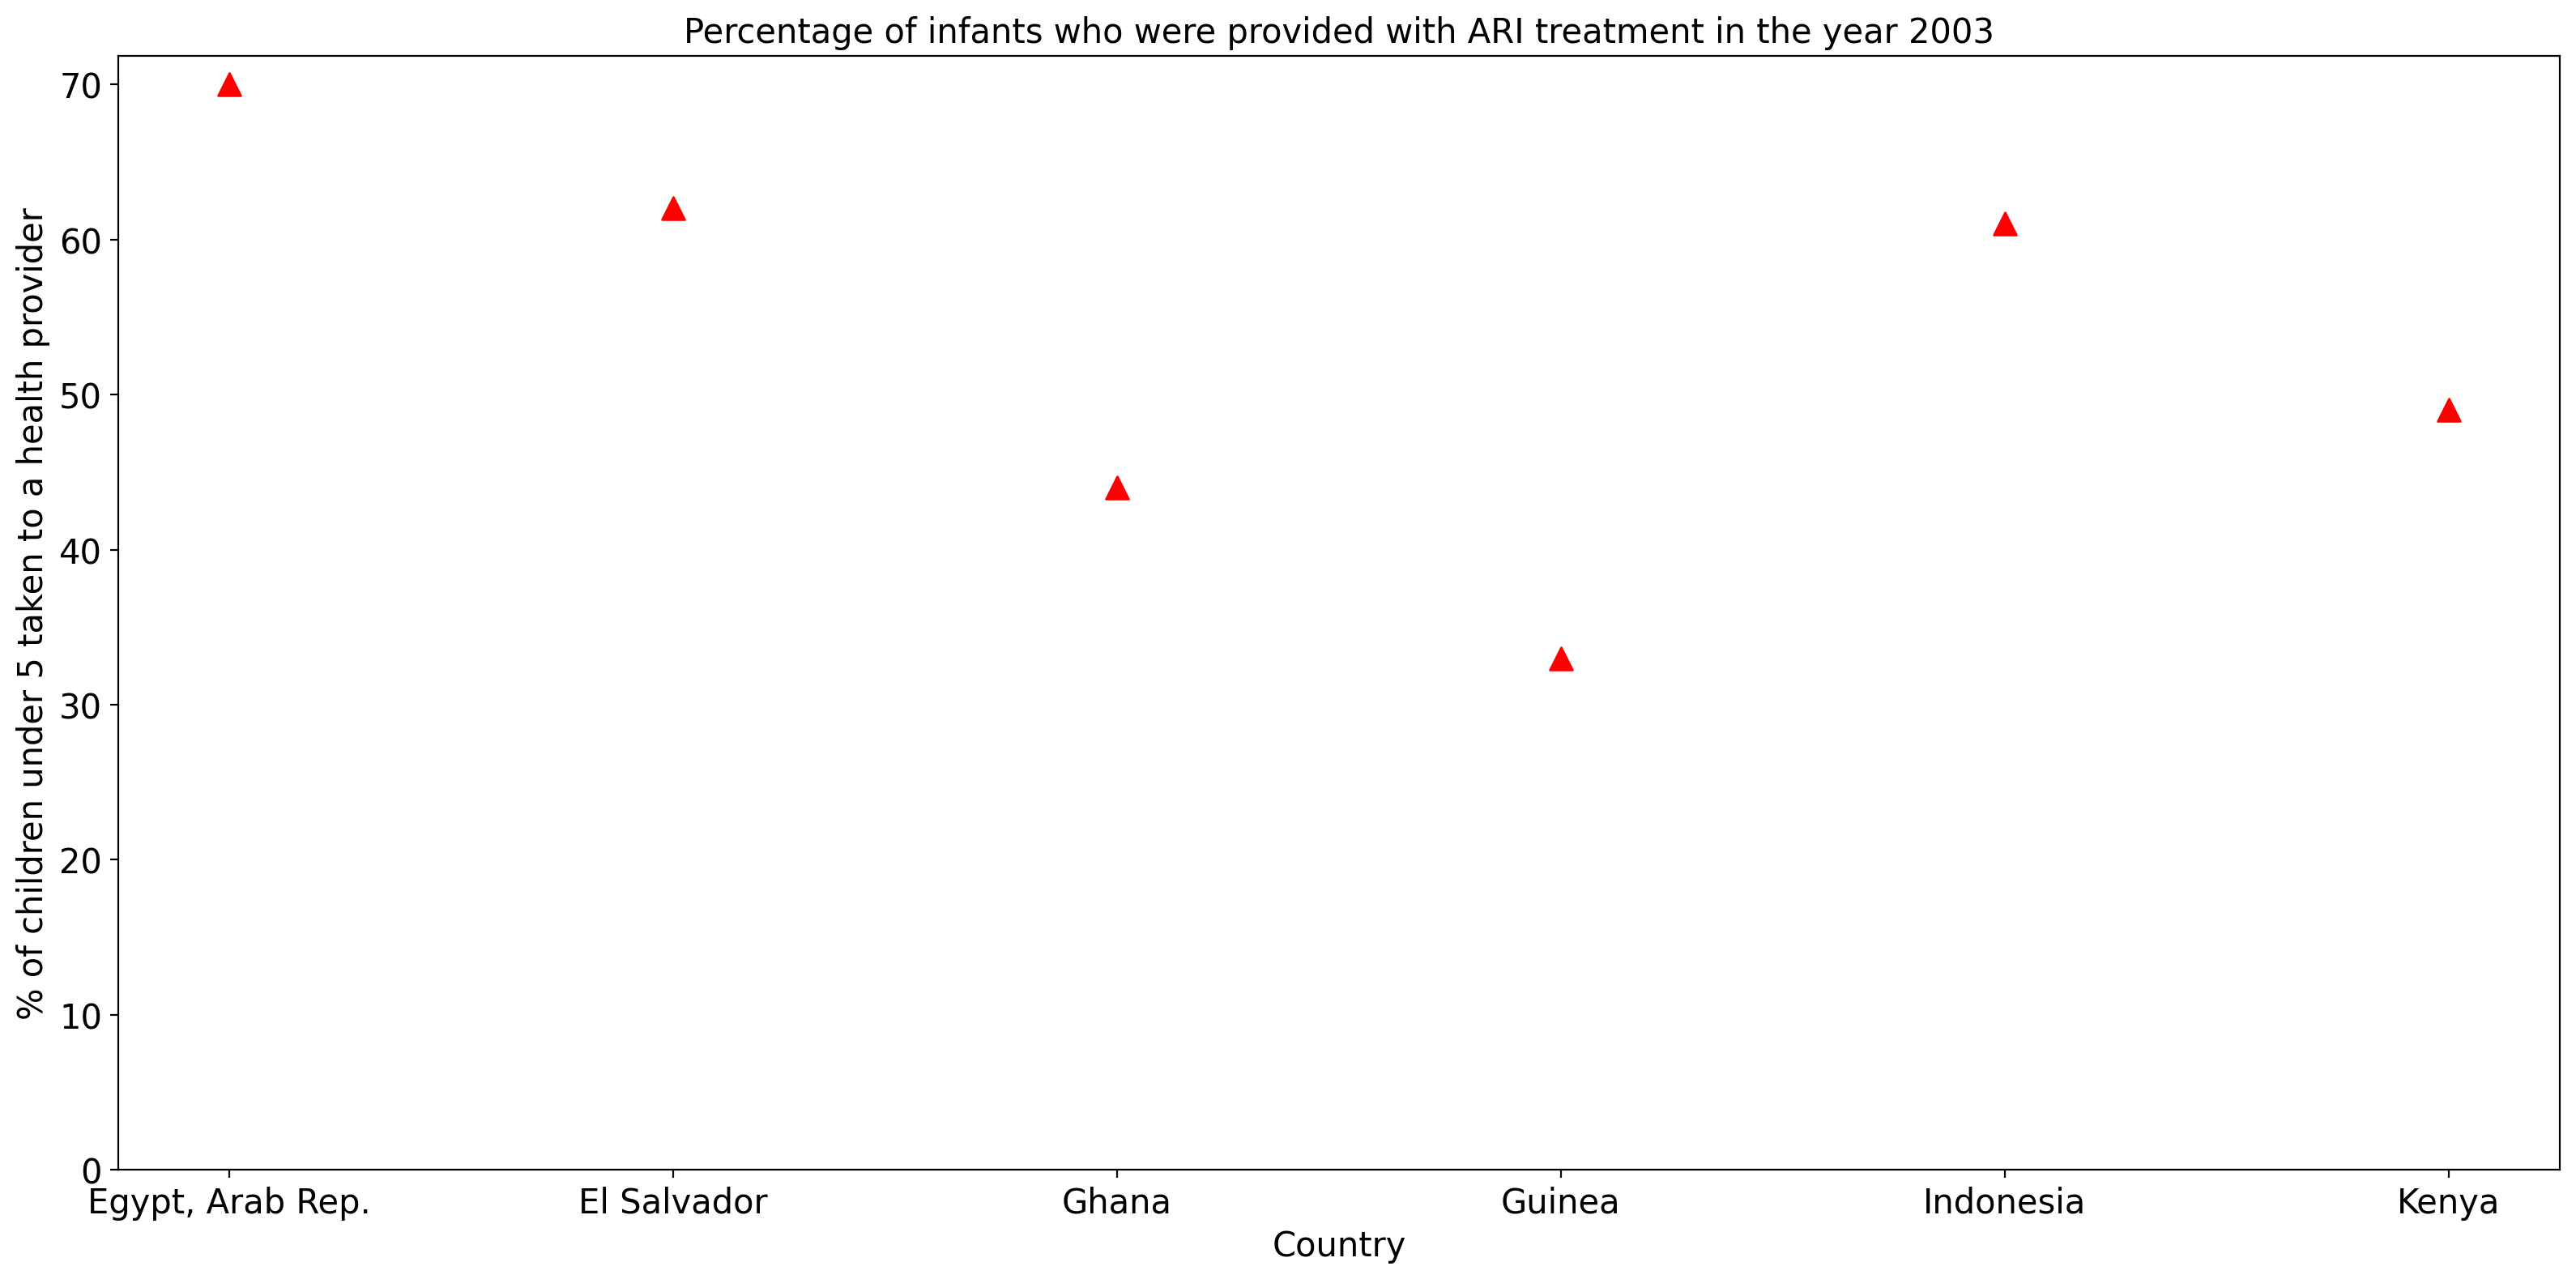 Percentage of infants who were provided with ARI treatment in the year 2003
% of children under 5 taken to a health provider
70
60
50
40
30
20
10
0
Egypt, Arab Rep. El Salvador Ghana Guinea Indonesia Kenya
Country